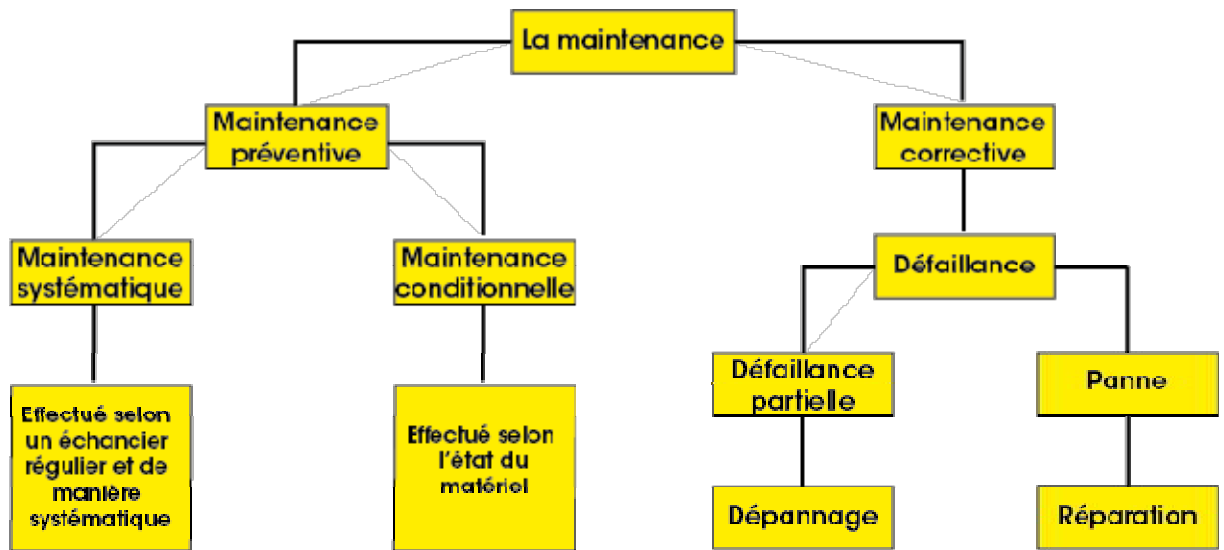 La maintenance
Maintenance
préventive
Maintenance
corrective
Maintenance
systématique
Maintenance
conditionnelle
Défaillance
Défaillance
partielle
Panne
Effectué selon
un échancier
régulier et de
manière
systématique
Effectué selon
l'état du
matériel
Dépannage
Réparation